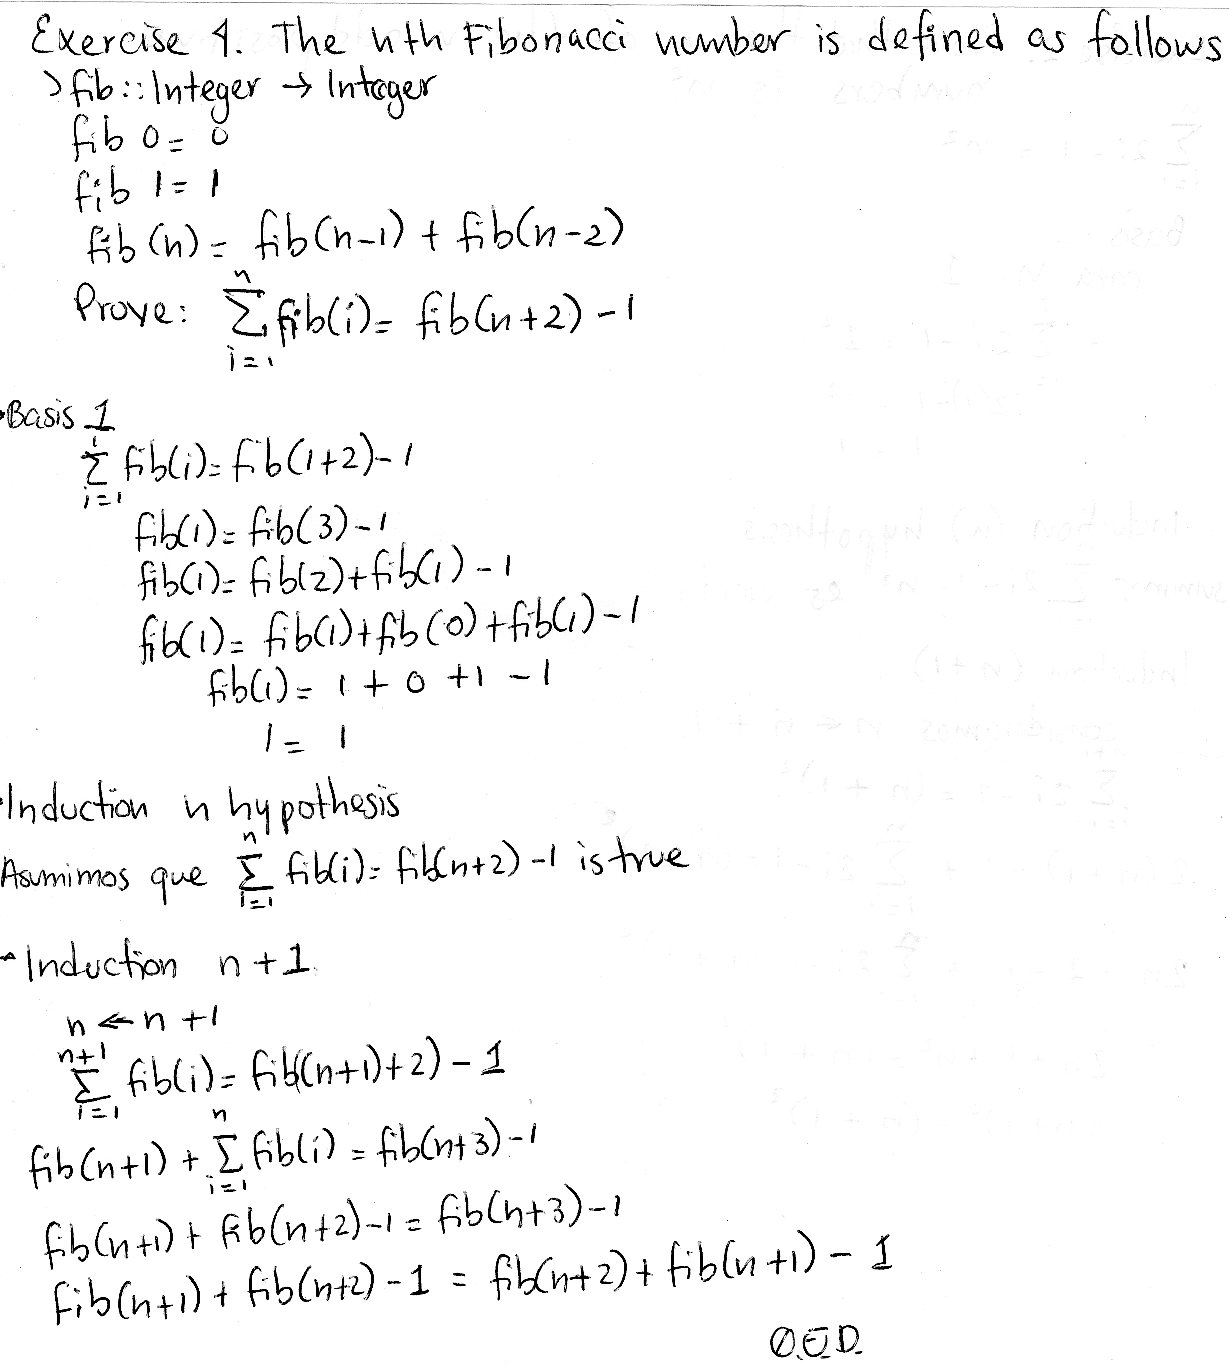 Exercise 4. The nth Fibonacci number is defined as follows
> fib :: Integer → Integer
fib 0 = 0
fib 1 = 1
fib (n) = fib(n-1) + fib(n-2)
Prove: ∑_{i=1}^{n} fib(i) = fib(n+2) - 1
·Basis 1
∑_{i=1}^{1} fib(i) = fib(1+2) - 1
fib(1) = fib(3) - 1
fib(1) = fib(2) + fib(1) - 1
fib(1) = fib(1) + fib(0) + fib(1) - 1
fib(1) = 1 + 0 + 1 - 1
1 = 1
·Induction n hypothesis
Asumimos que ∑_{i=1}^{n} fib(i) = fib(n+2) - 1 is true
- Induction n + 1
n ← n + 1
∑_{i=1}^{n+1} fib(i) = fib((n+1)+2) - 1
fib(n+1) + ∑_{i=1}^{n} fib(i) = fib(n+3) - 1
fib(n+1) + fib(n+2) - 1 = fib(n+3) - 1
fib(n+1) + fib(n+2) - 1 = fib(n+2) + fib(n+1) - 1
Q.E.D.